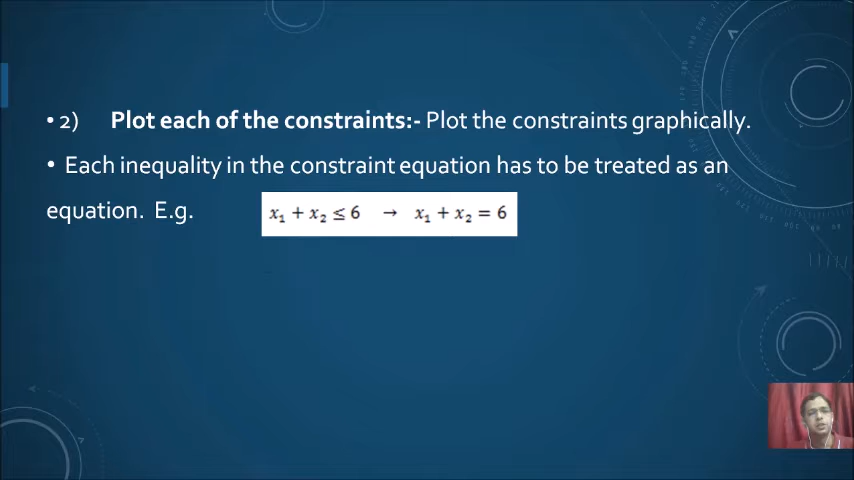 • 2) Plot each of the constraints:- Plot the constraints graphically.
• Each inequality in the constraint equation has to be treated as an
equation. E.g. x₁ + x₂ ≤ 6 → x₁ + x₂ = 6